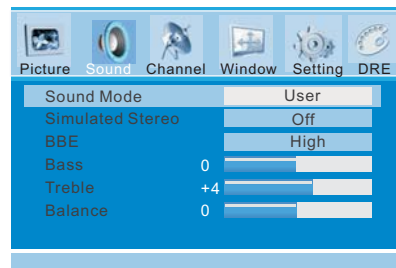 Picture Sound Channel Window Setting DRE
Sound Mode User
Simulated Stereo Off
BBE High
Bass 0
Treble +4
Balance 0